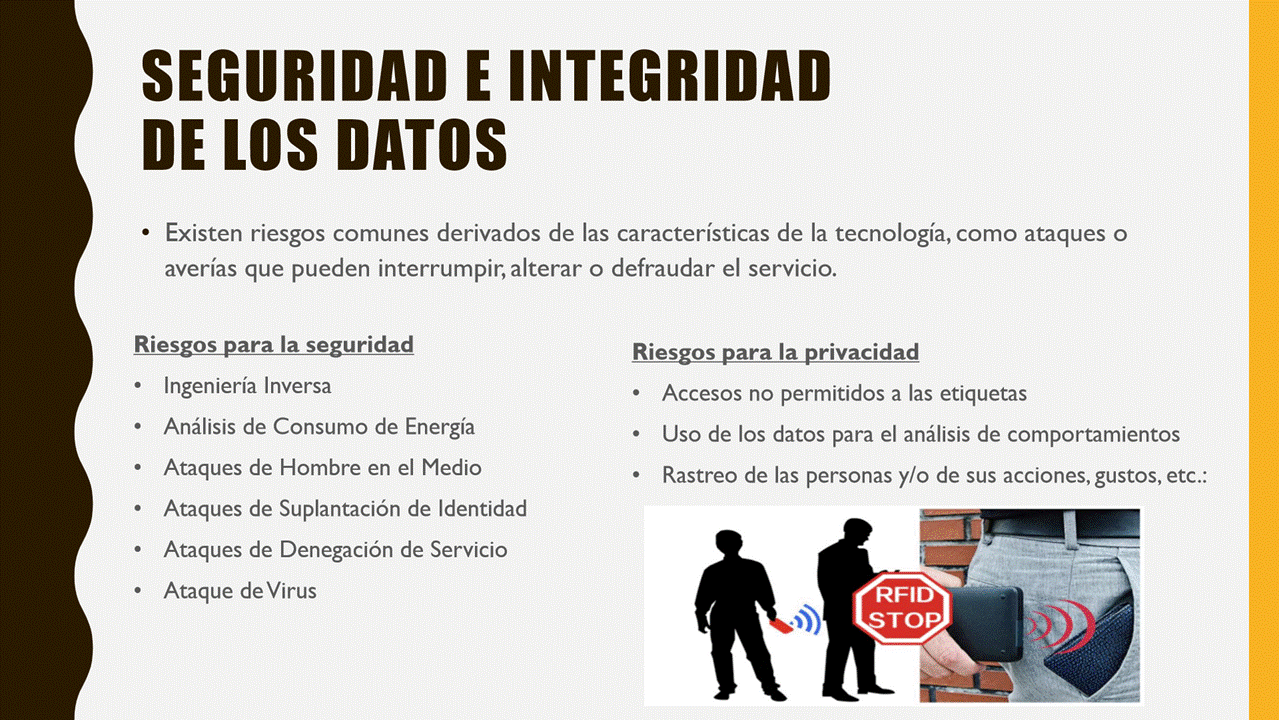 SEGURIDAD E INTEGRIDAD
DE LOS DATOS
• Existen riesgos comunes derivados de las características de la tecnología, como ataques o
averías que pueden interrumpir, alterar o defraudar el servicio.
Riesgos para la seguridad
• Ingeniería Inversa
• Análisis de Consumo de Energía
• Ataques de Hombre en el Medio
• Ataques de Suplantación de Identidad
• Ataques de Denegación de Servicio
• Ataque de Virus
Riesgos para la privacidad
• Accesos no permitidos a las etiquetas
• Uso de los datos para el análisis de comportamientos
• Rastreo de las personas y/o de sus acciones, gustos, etc.:
RFID
STOP